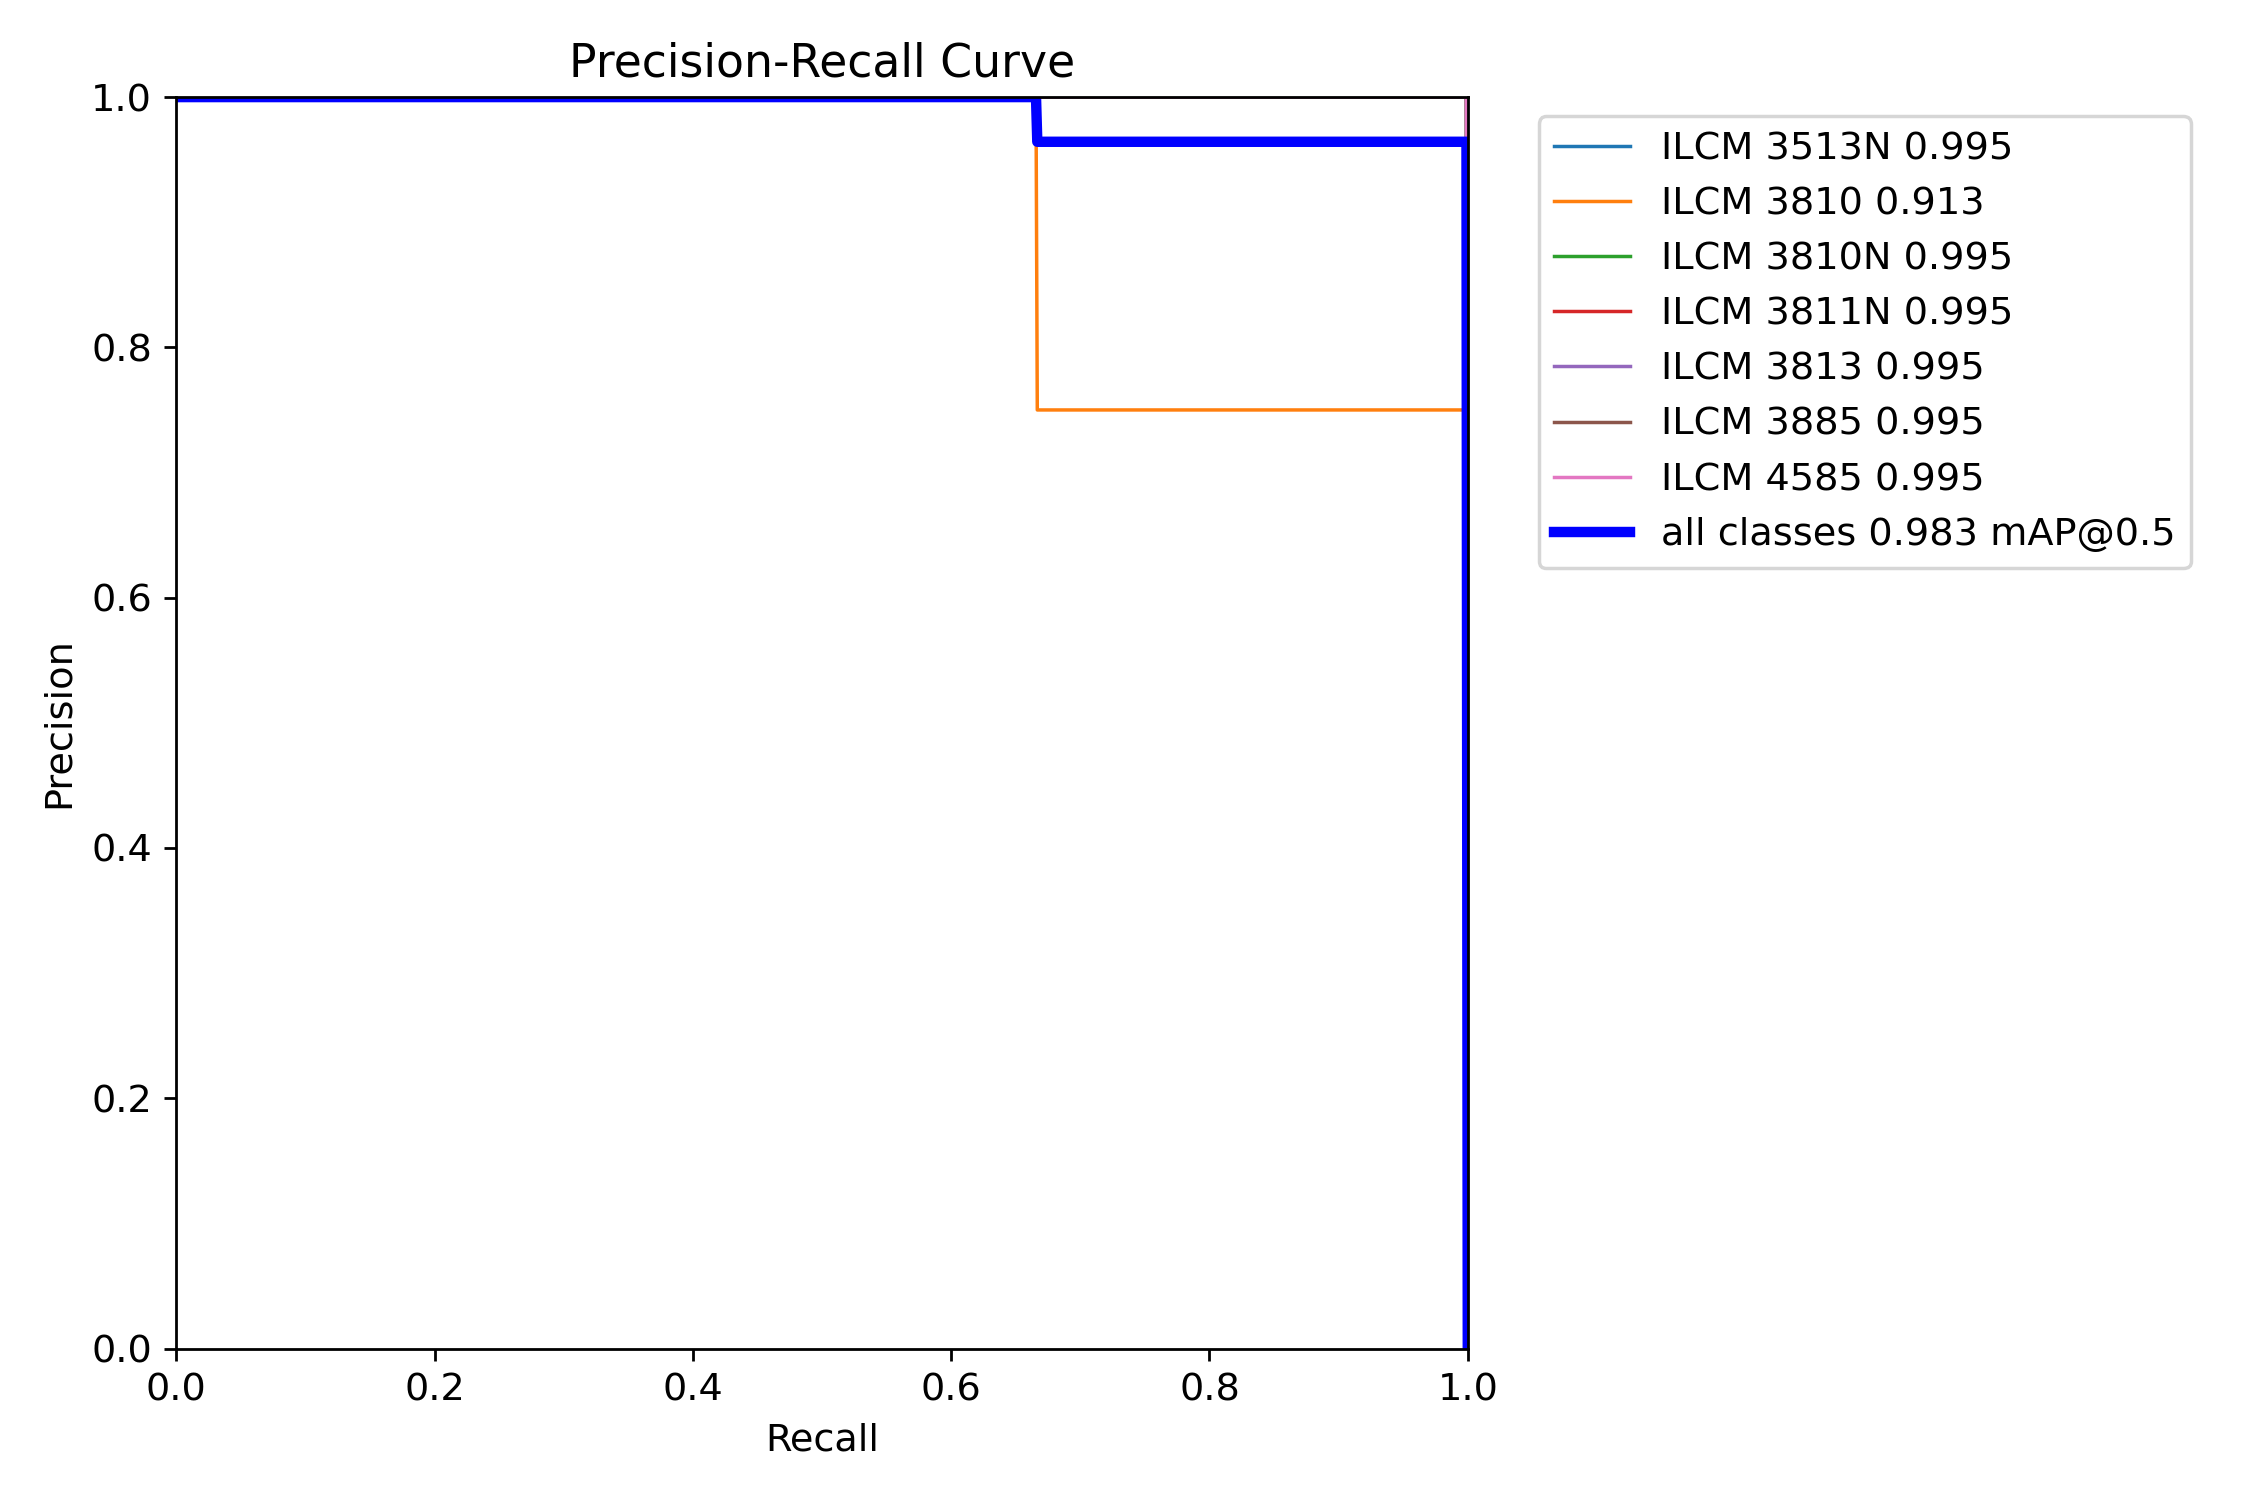 Precision-Recall Curve
1.0
0.8
0.6
0.4
0.2
0.0
Precision
0.0 0.2 0.4 0.6 0.8 1.0
Recall
ILCM 3513N 0.995
ILCM 3810 0.913
ILCM 3810N 0.995
ILCM 3811N 0.995
ILCM 3813 0.995
ILCM 3885 0.995
ILCM 4585 0.995
all classes 0.983 mAP@0.5